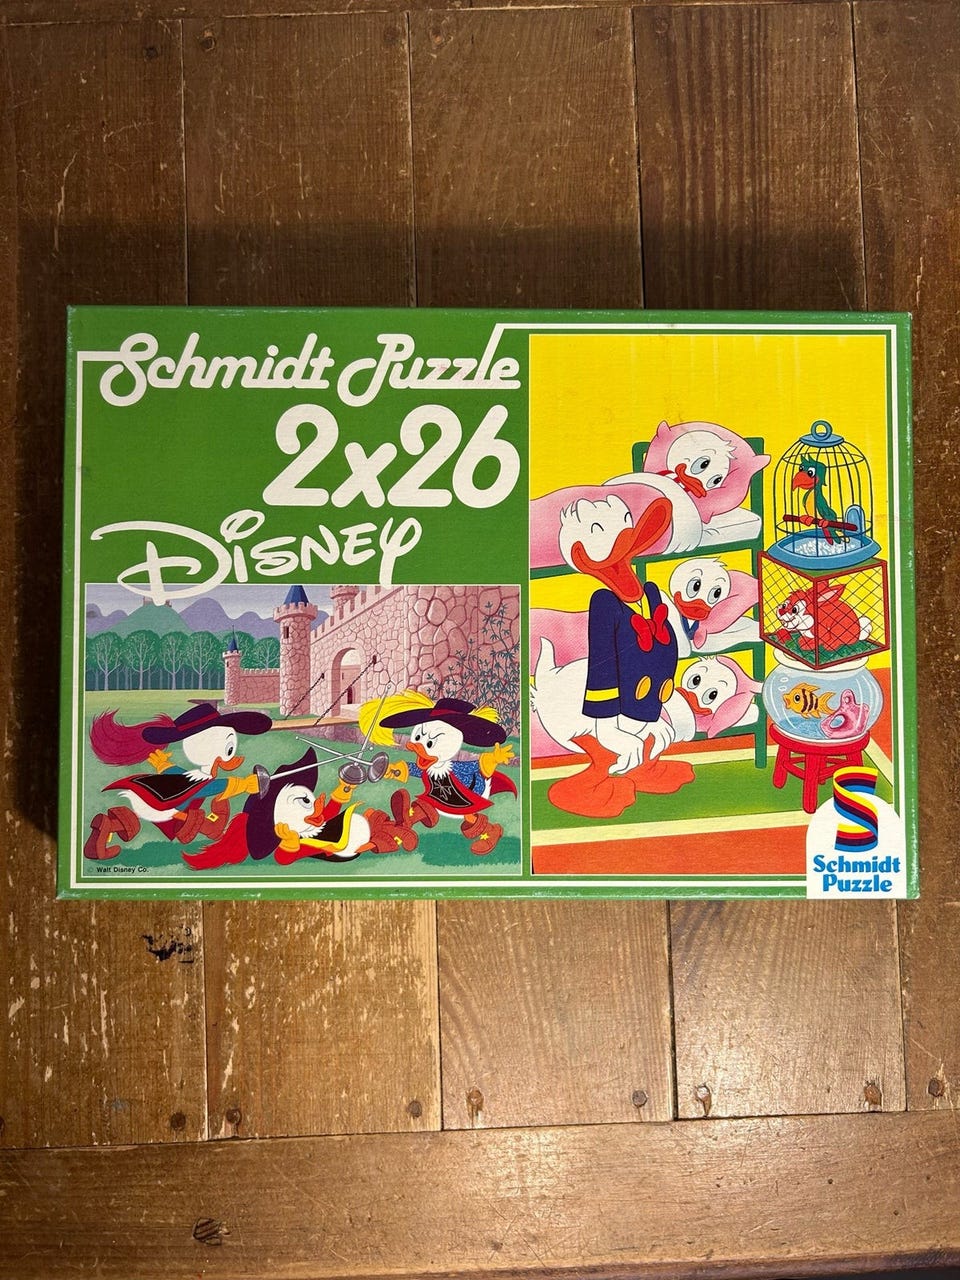 Schmidt Puzzle
2x26
Disney
© Walt Disney Co.
Schmidt
Puzzle